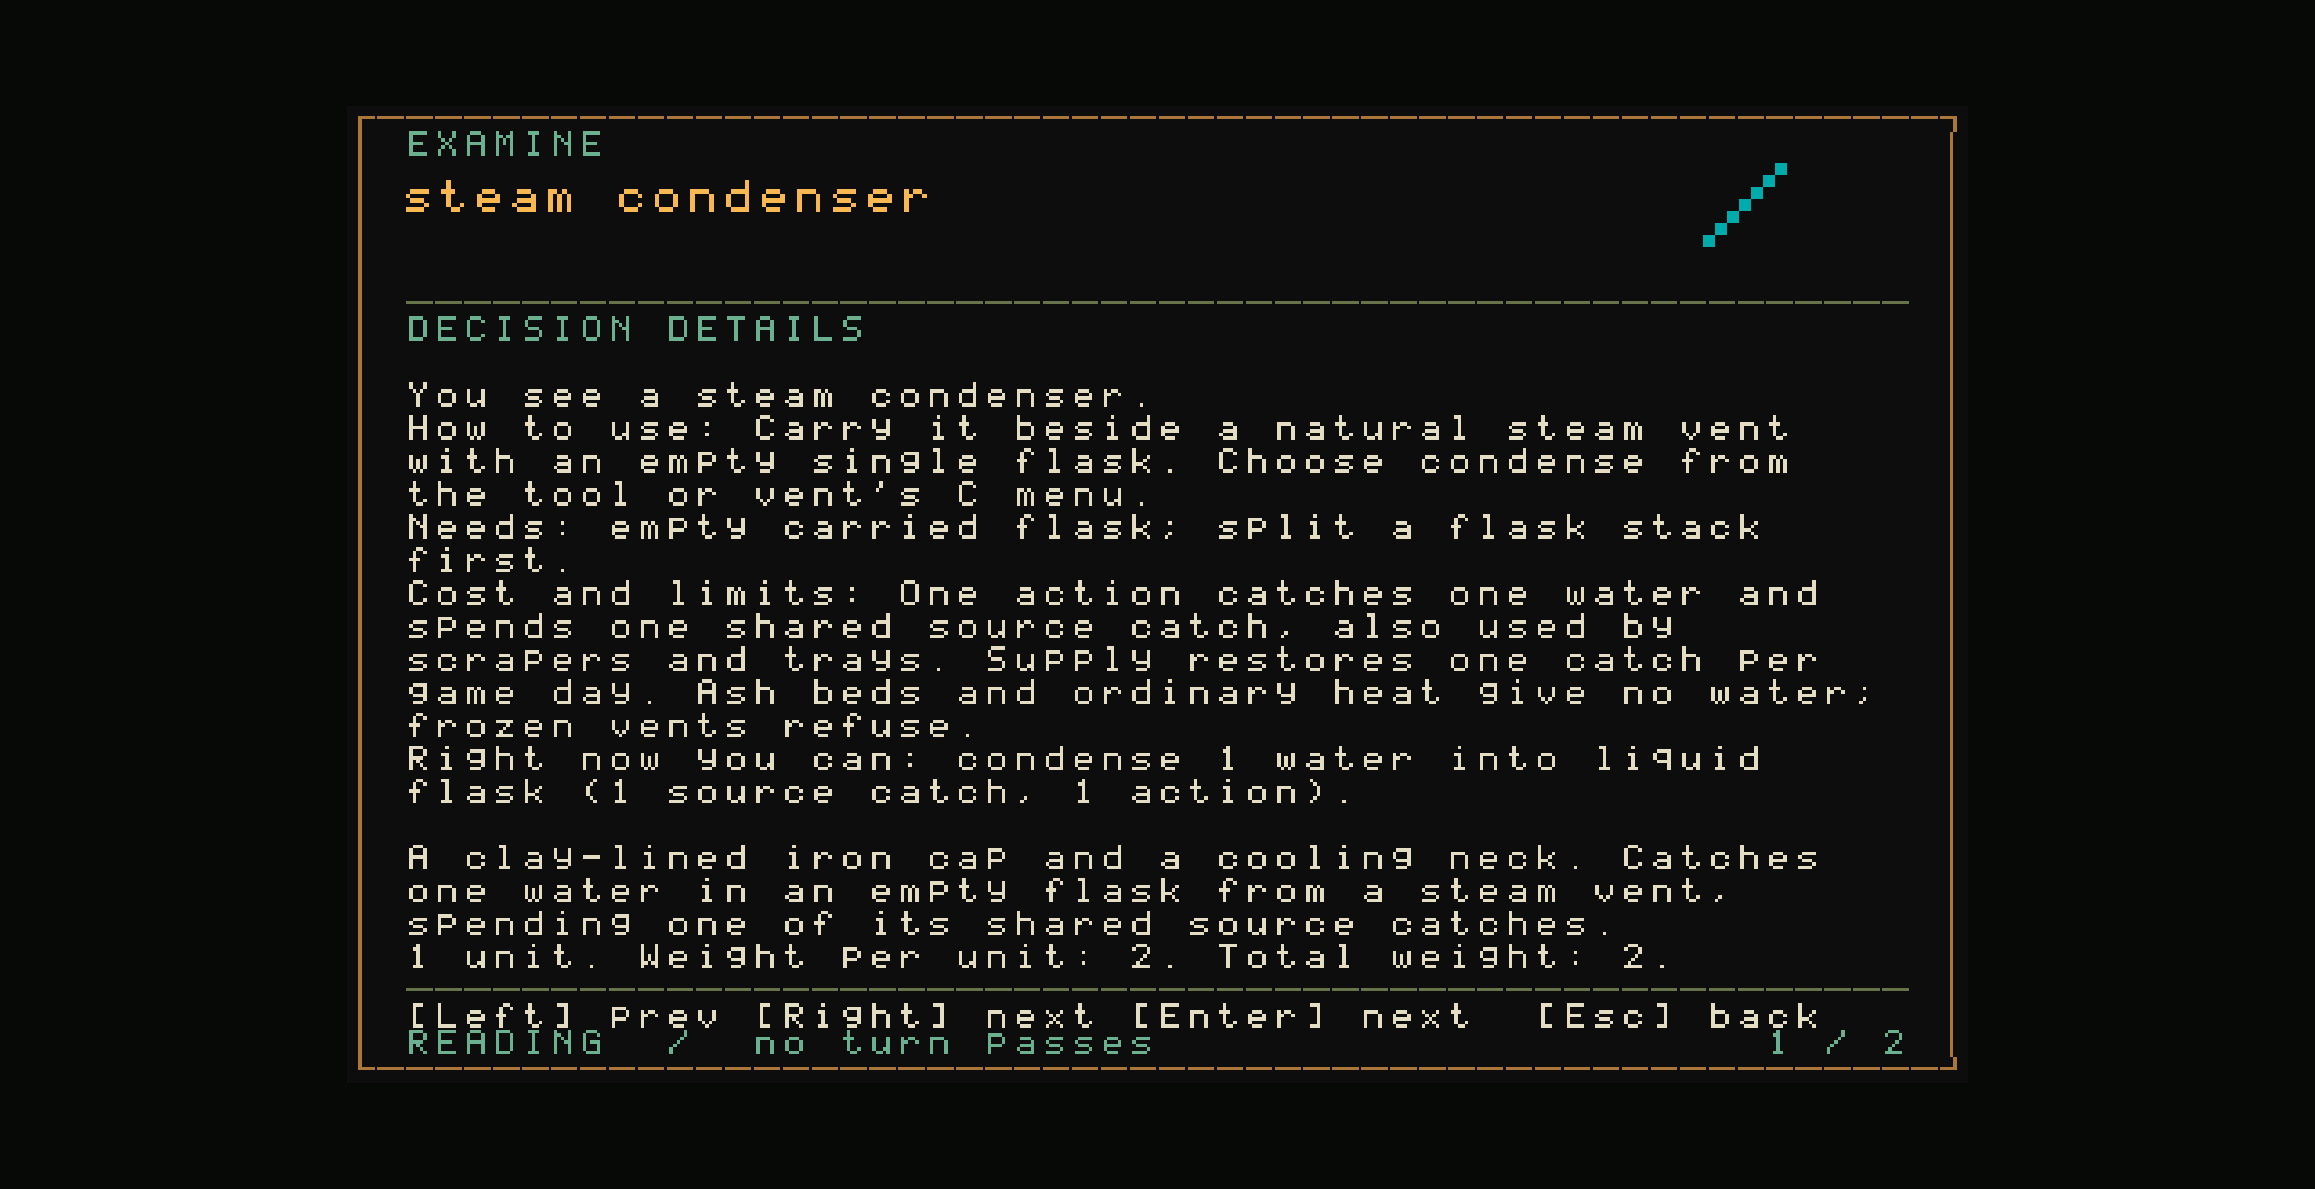 EXAMINE
steam condenser
DECISION DETAILS
You see a steam condenser.
How to use: Carry it beside a natural steam vent
with an empty single flask. Choose condense from
the tool or vent's C menu.
Needs: empty carried flask; split a flask stack
first.
Cost and limits: One action catches one water and
spends one shared source catch, also used by
scrapers and trays. Supply restores one catch per
game day. Ash beds and ordinary heat give no water;
frozen vents refuse.
Right now you can: condense 1 water into liquid
flask (1 source catch, 1 action).
A clay-lined iron cap and a cooling neck. Catches
one water in an empty flask from a steam vent,
spending one of its shared source catches.
1 unit. Weight per unit: 2. Total weight: 2.
[Left] prev [Right] next [Enter] next [Esc] back
READING / no turn passes 1 / 2